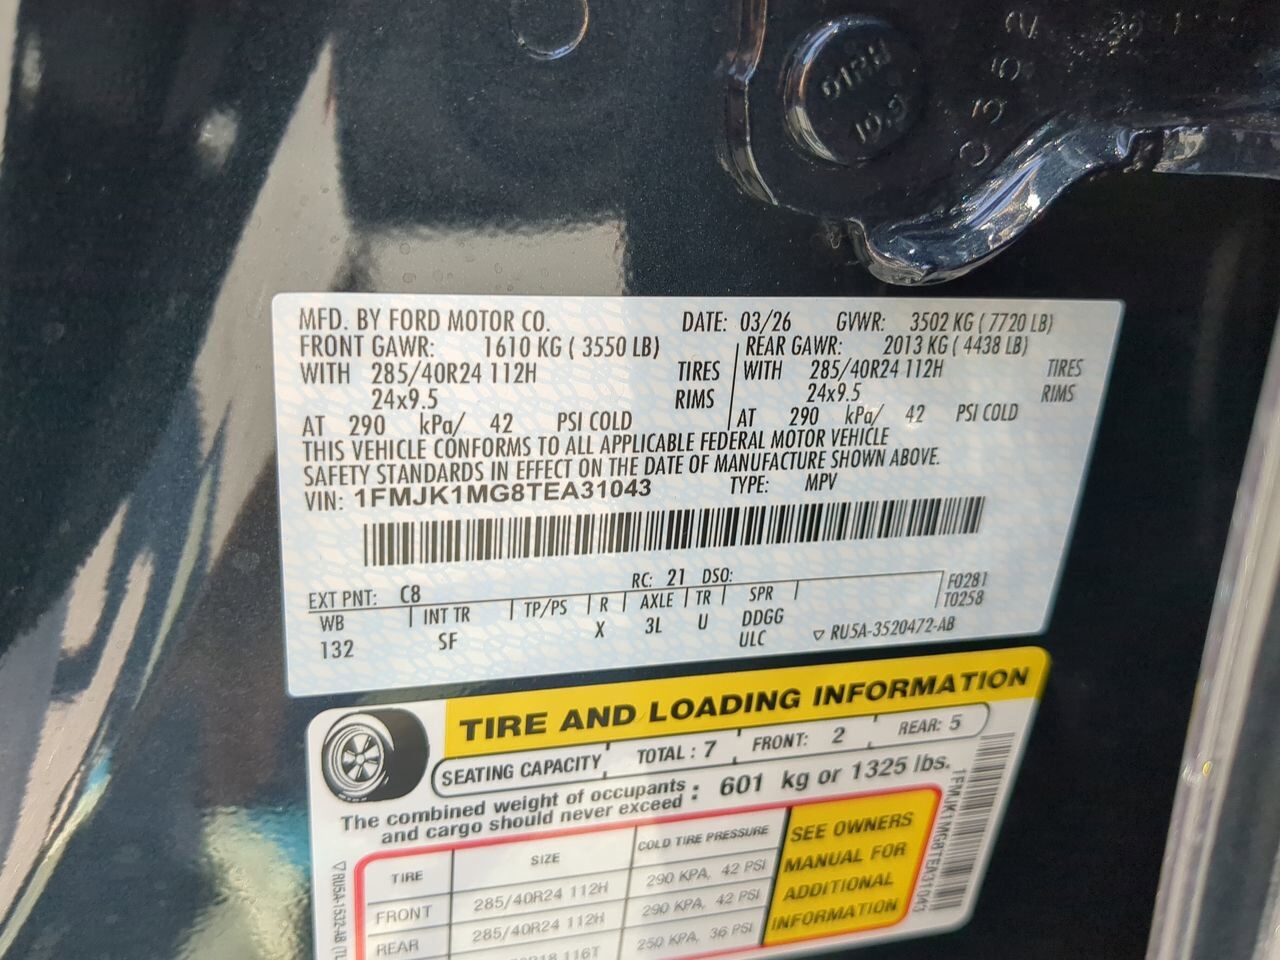 03552
10.9
MFD. BY FORD MOTOR CO. DATE: 03/26 GVWR: 3502 KG ( 7720 LB)
FRONT GAWR: 1610 KG ( 3550 LB) REAR GAWR: 2013 KG ( 4438 LB)
WITH 285/40R24 112H TIRES WITH 285/40R24 112H TIRES
24x9.5 RIMS 24x9.5 RIMS
AT 290 kPa/ 42 PSI COLD AT 290 kPa/ 42 PSI COLD
THIS VEHICLE CONFORMS TO ALL APPLICABLE FEDERAL MOTOR VEHICLE
SAFETY STANDARDS IN EFFECT ON THE DATE OF MANUFACTURE SHOWN ABOVE.
VIN: 1FMJK1MG8TEA31043 TYPE: MPV
EXT PNT: C8 RC: 21 DSO:
WB INT TR TP/PS R AXLE TR SPR F0281
132 SF X 3L U DDGG T0258
ULC ▽ RU5A-3520472-AB
TIRE AND LOADING INFORMATION
SEATING CAPACITY TOTAL : 7 FRONT: 2 REAR: 5
The combined weight of occupants and cargo should never exceed : 601 kg or 1325 lbs.
TIRE SIZE COLD TIRE PRESSURE
FRONT 285/40R24 112H 290 KPA, 42 PSI
REAR 285/40R24 112H 290 KPA, 42 PSI
R18 116T 250 KPA, 36 PSI
SEE OWNERS
MANUAL FOR
ADDITIONAL
INFORMATION
1FMJK1MG8TEA31043
▽ RU5A-1532-AB